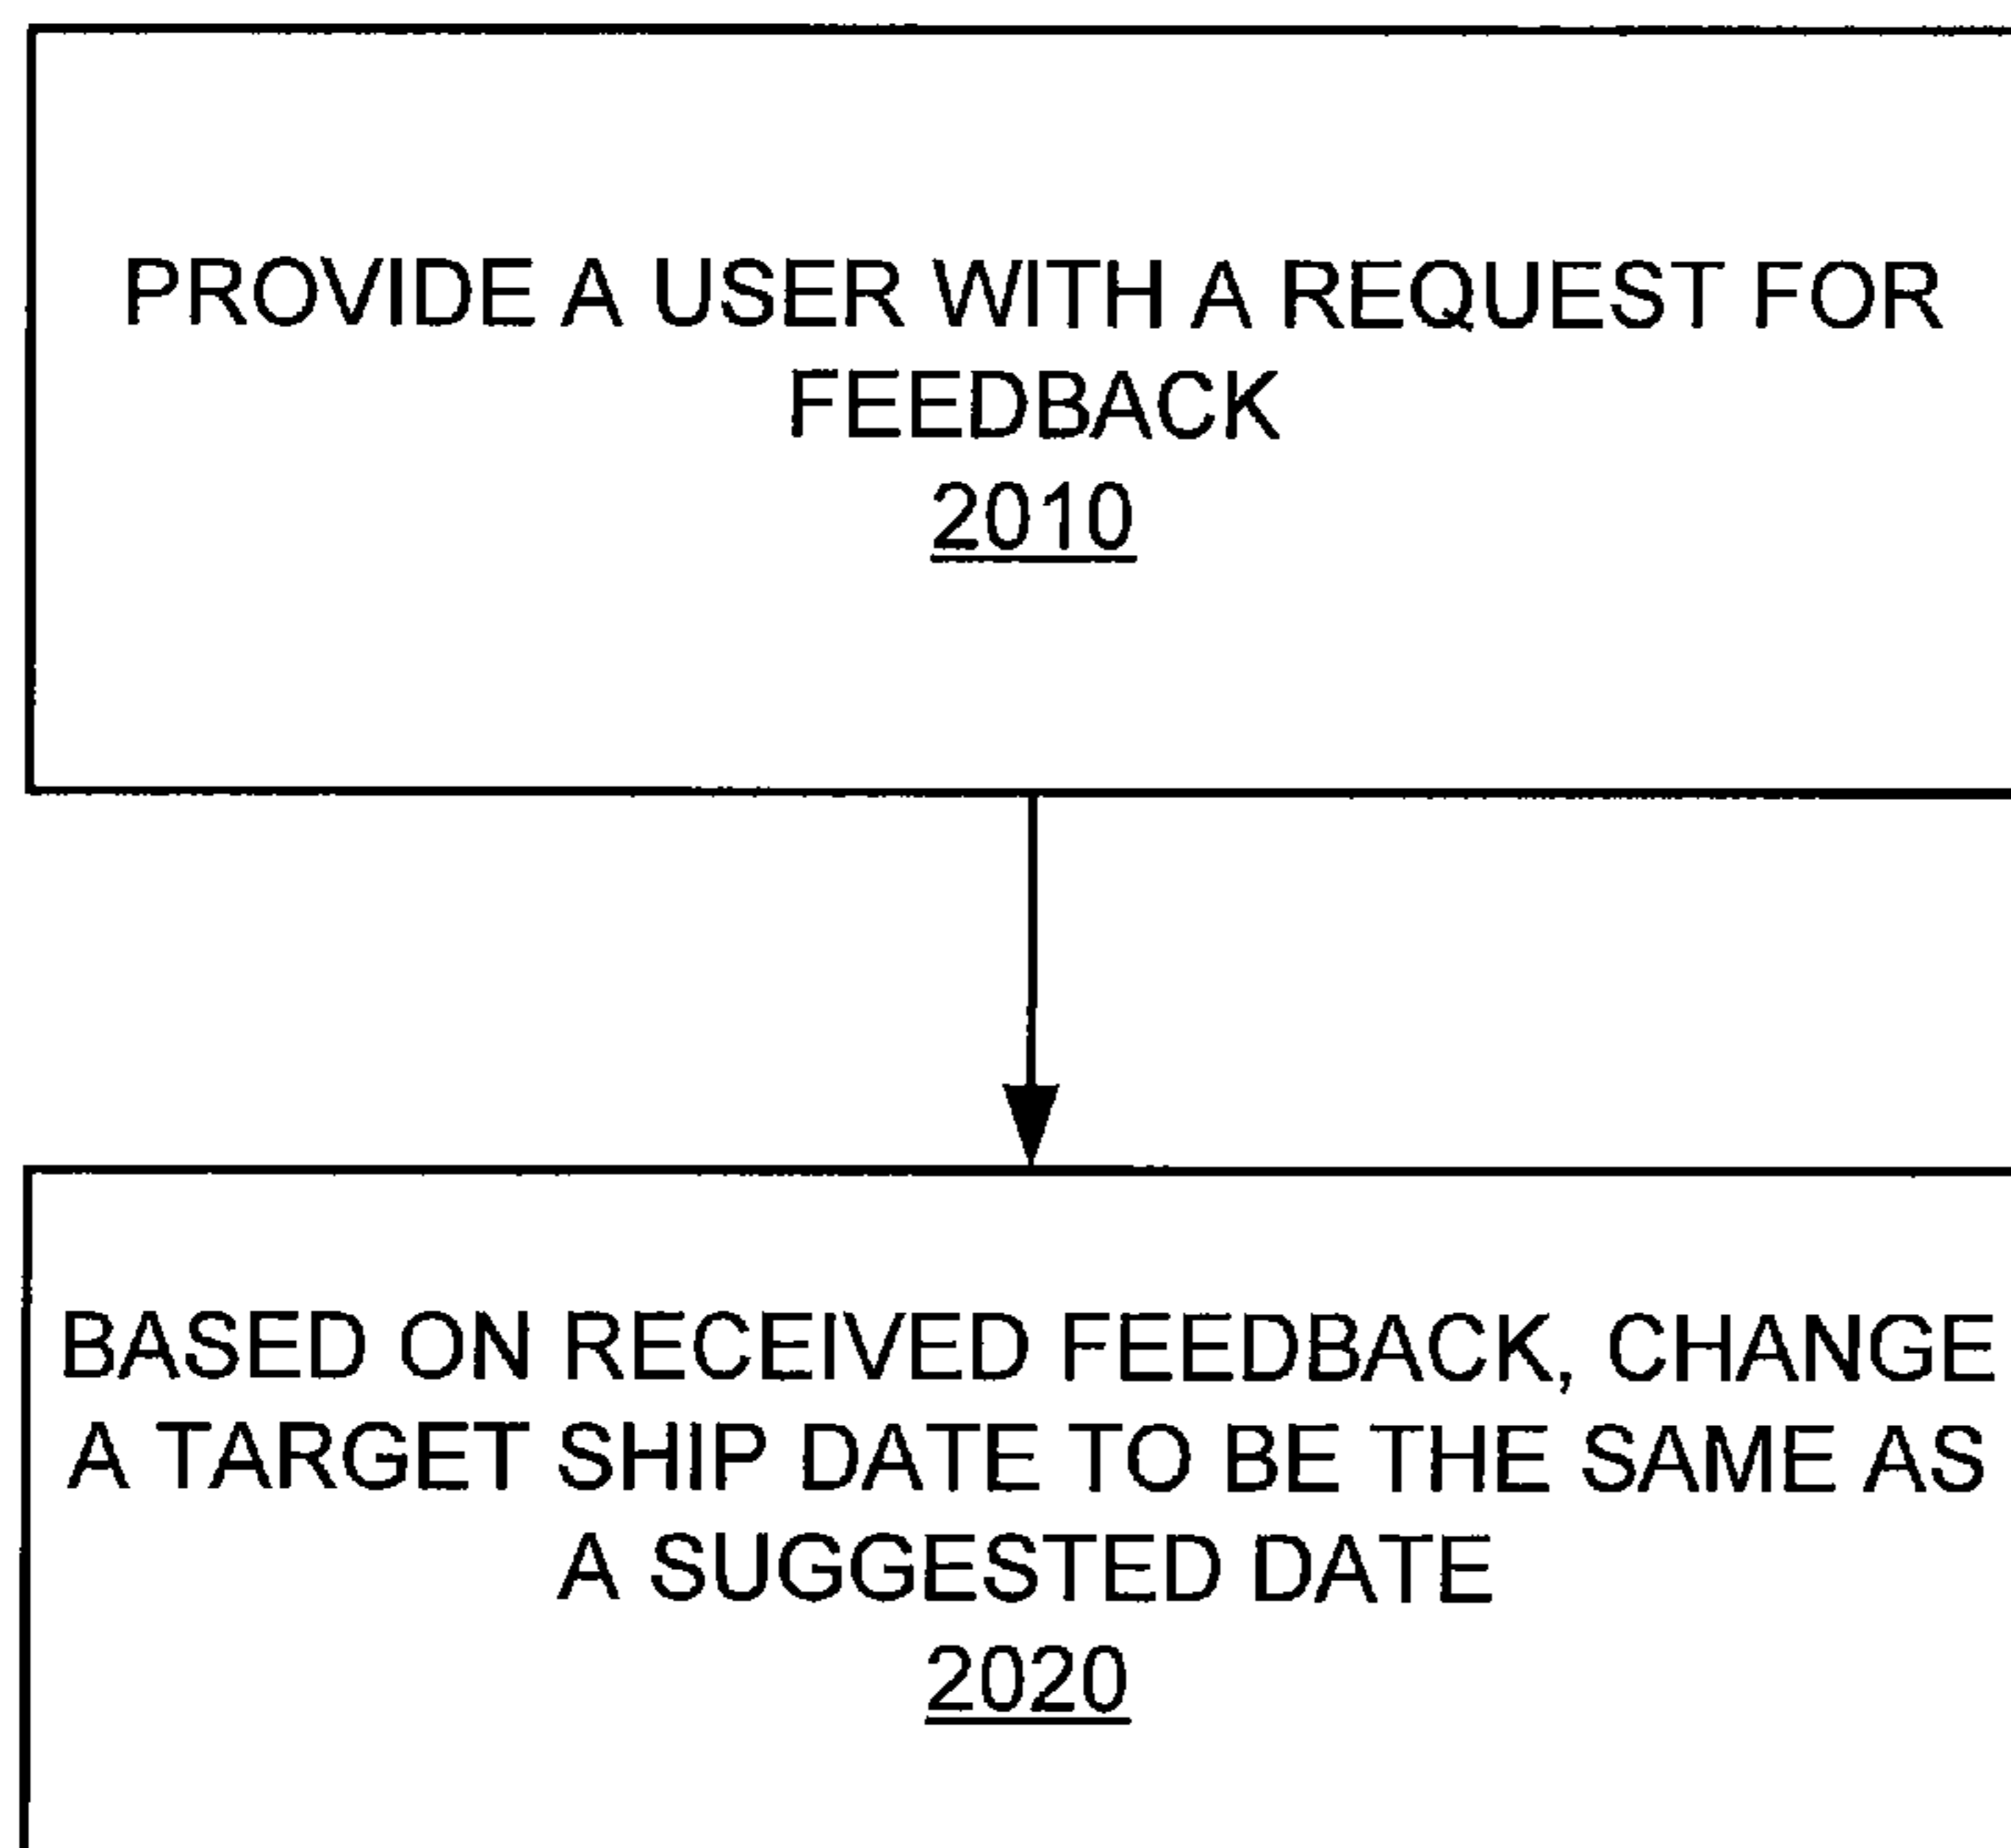 PROVIDE A USER WITH A REQUEST FOR
FEEDBACK
2010
BASED ON RECEIVED FEEDBACK, CHANGE
A TARGET SHIP DATE TO BE THE SAME AS
A SUGGESTED DATE
2020